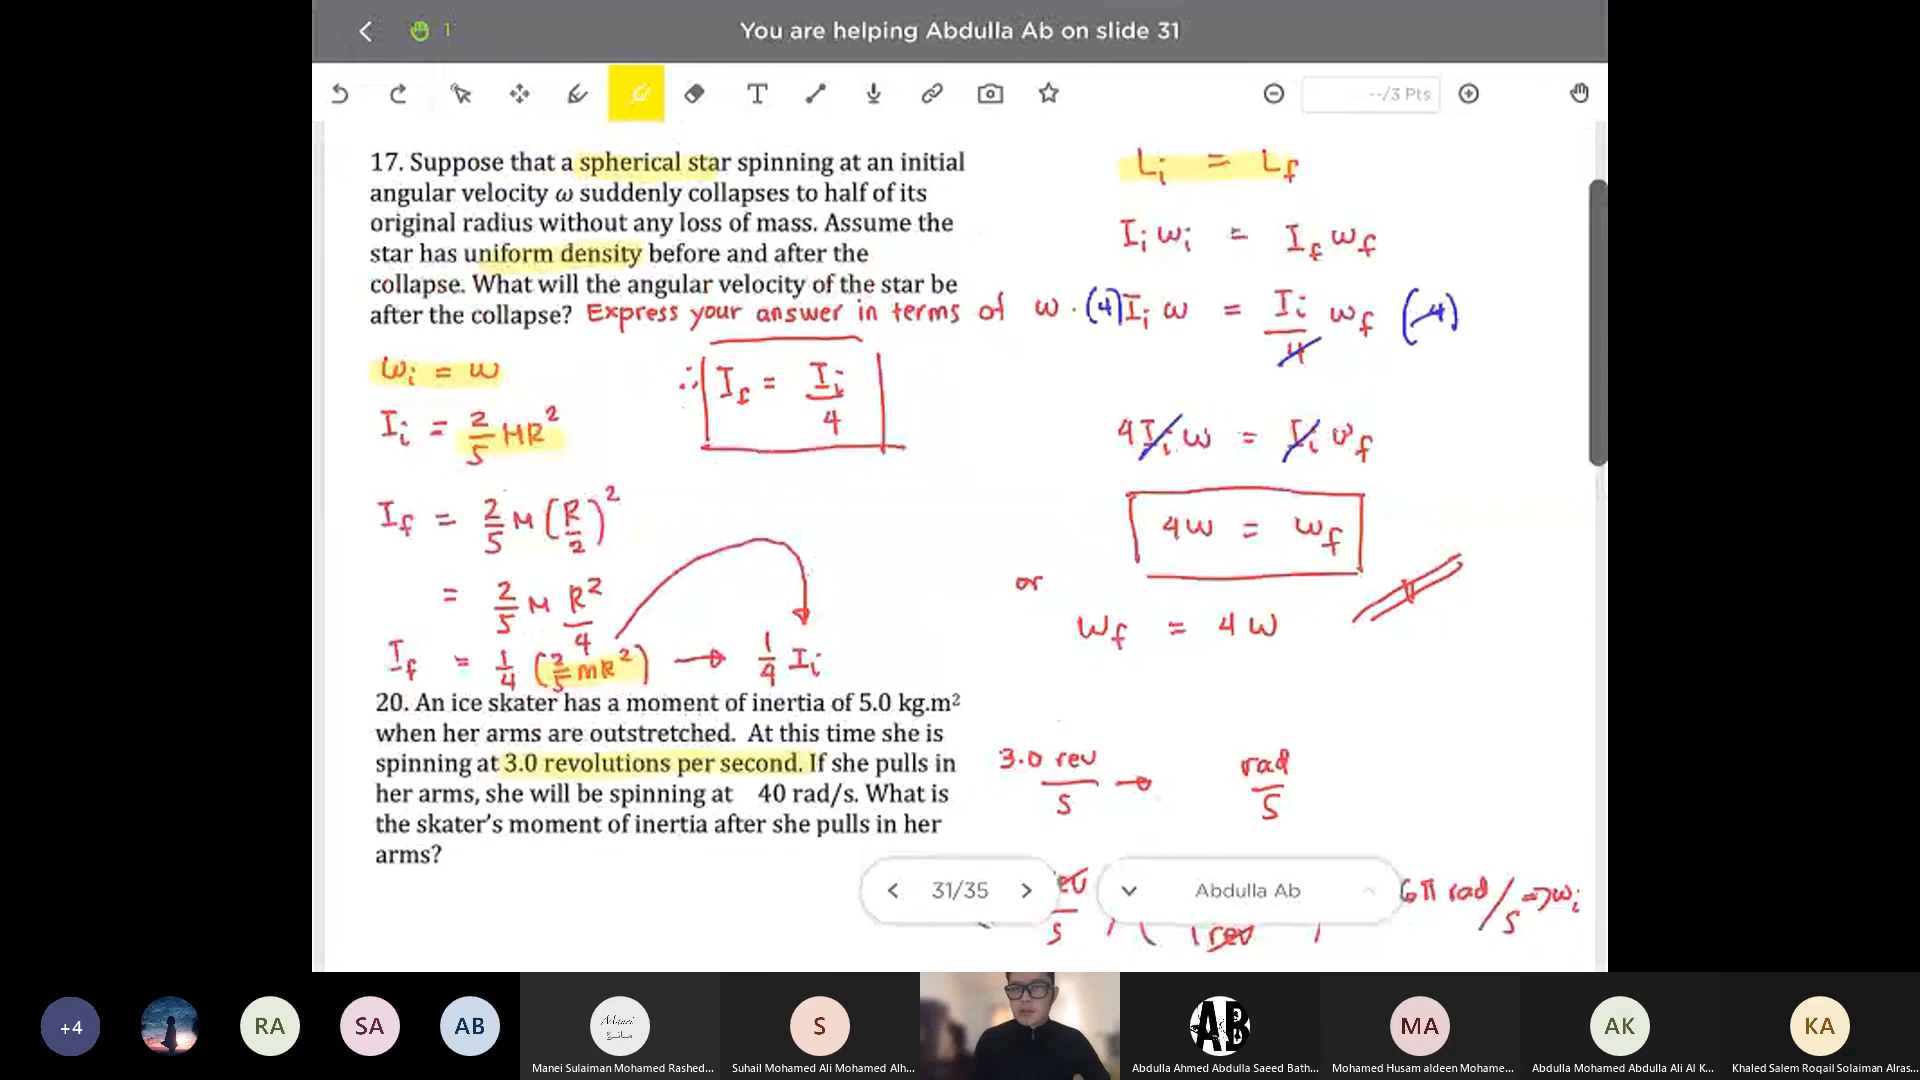 1
You are helping Abdulla Ab on slide 31
T
--/3 Pts
17. Suppose that a spherical star spinning at an initial
angular velocity ω suddenly collapses to half of its
original radius without any loss of mass. Assume the
star has uniform density before and after the
collapse. What will the angular velocity of the star be
after the collapse? Express your answer in terms of ω.
ωi = ω
Ii = 2/5 MR²
∴ If = Ii/4
If = 2/5 M (R/2)²
= 2/5 M R²/4
If = 1/4 (2/5 MR²) → 1/4 Ii
Li = Lf
Ii ωi = If ωf
(4) Ii ω = Ii/4 ωf (4)
4Ii ω = Ii ωf
4ω = ωf
or
ωf = 4ω
20. An ice skater has a moment of inertia of 5.0 kg.m²
when her arms are outstretched. At this time she is
spinning at 3.0 revolutions per second. If she pulls in
her arms, she will be spinning at 40 rad/s. What is
the skater's moment of inertia after she pulls in her
arms?
3.0 rev/s → rad/s
s
1 rev
6π rad/s ⇒ ωi
31/35
Abdulla Ab
+4
RA
SA
AB
Manei Sulaiman Mohamed Rashed...
S
Suhail Mohamed Ali Mohamed Alh...
AB
Abdulla Ahmed Abdulla Saeed Bath...
MA
Mohamed Husam aldeen Mohame...
AK
Abdulla Mohamed Abdulla Ali Al K...
KA
Khaled Salem Roqail Solaiman Alras...